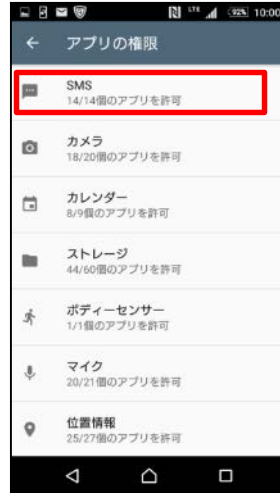 LTE 92% 10:00
アプリの権限
SMS
14/14個のアプリを許可
カメラ
18/20個のアプリを許可
カレンダー
8/9個のアプリを許可
ストレージ
44/60個のアプリを許可
ボディーセンサー
1/1個のアプリを許可
マイク
20/21個のアプリを許可
位置情報
25/27個のアプリを許可